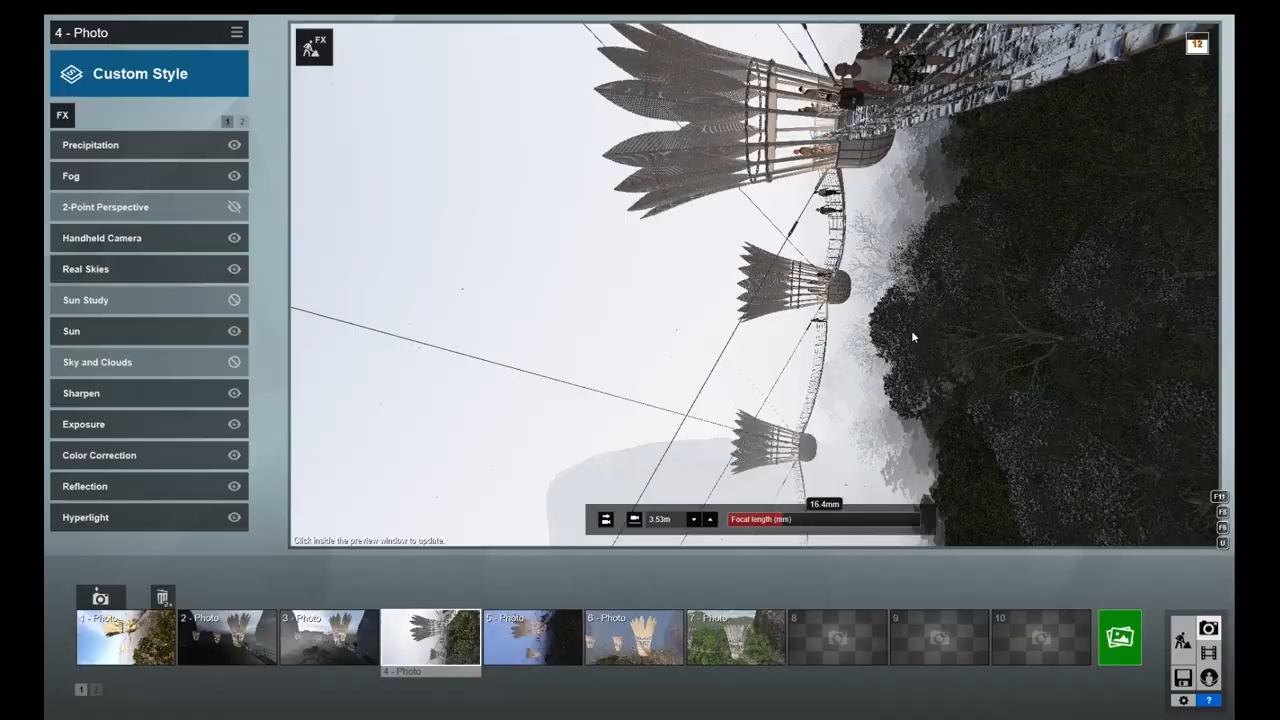 4 - Photo
Custom Style
FX
1 2
Precipitation
Fog
2-Point Perspective
Handheld Camera
Real Skies
Sun Study
Sun
Sky and Clouds
Sharpen
Exposure
Color Correction
Reflection
Hyperlight
FX
12
16.4mm
3.53m
Focal length (mm)
Click inside the preview window to update.
F11
F8
F6
U
1 - Photo
2 - Photo
3 - Photo
5 - Photo
6 - Photo
7 - Photo
8
9
10
4 - Photo
1 2
?